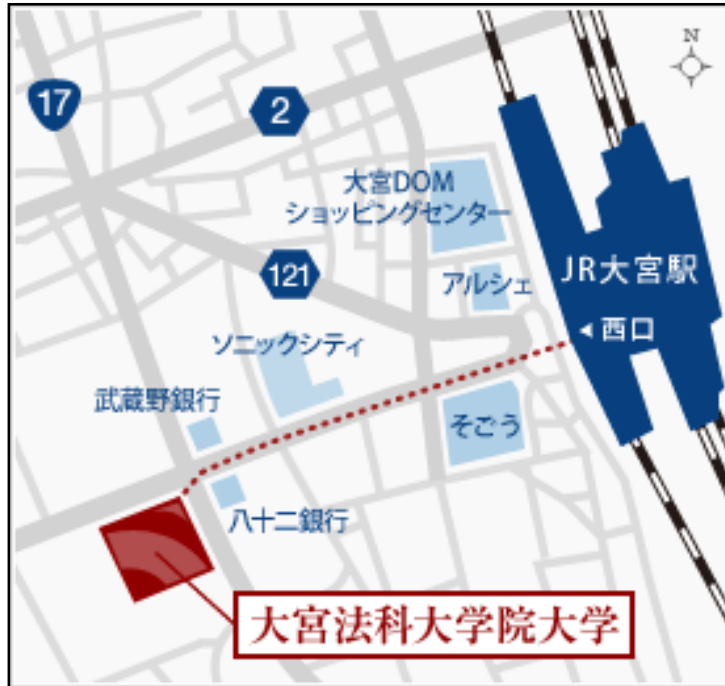 N
17
2
大宮DOM
ショッピングセンター
121
アルシェ
JR大宮駅
◀ 西口
ソニックシティ
武蔵野銀行
そごう
八十二銀行
大宮法科大学院大学